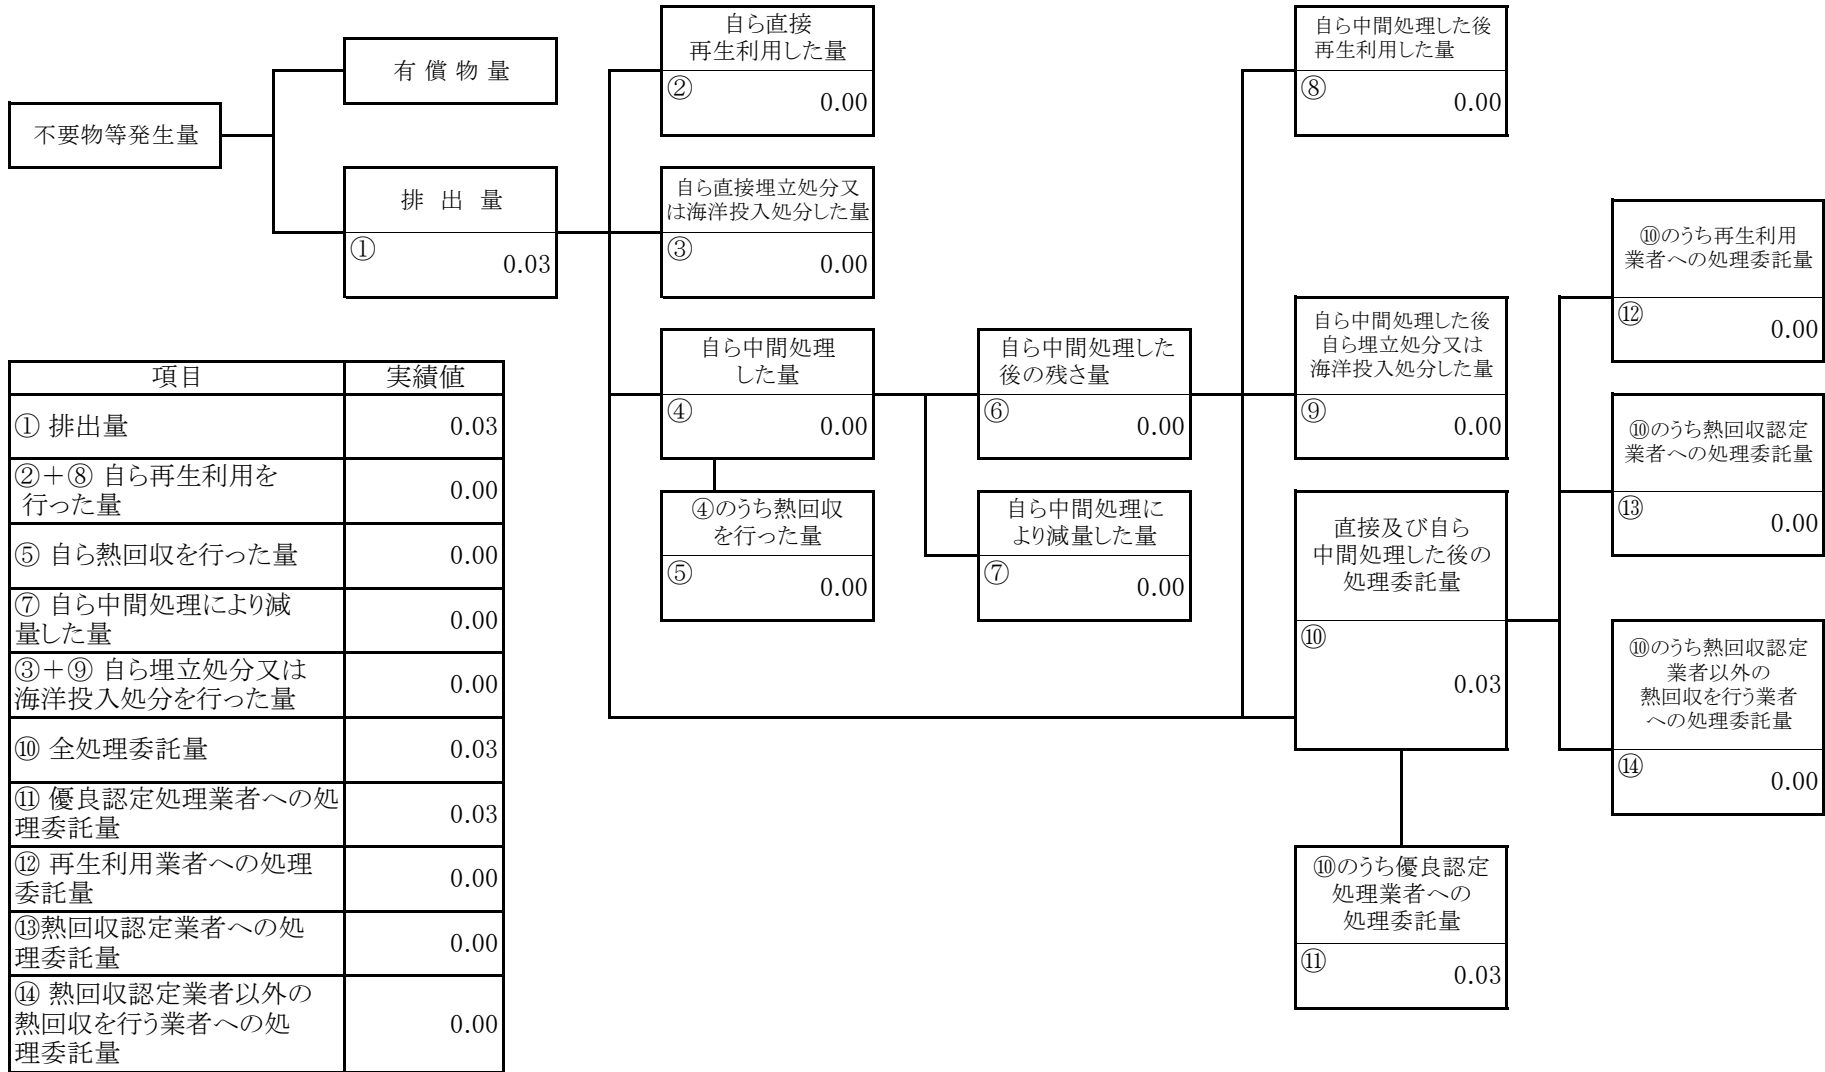 不要物等発生量
有 償 物 量
排 出 量
①
0.03
自ら直接
再生利用した量
②
0.00
自ら直接埋立処分又
は海洋投入処分した量
③
0.00
自ら中間処理
した量
④
0.00
④のうち熱回収
を行った量
⑤
0.00
自ら中間処理した
後の残さ量
⑥
0.00
自ら中間処理に
より減量した量
⑦
0.00
自ら中間処理した後
再生利用した量
⑧
0.00
自ら中間処理した後
自ら埋立処分又は
海洋投入処分した量
⑨
0.00
直接及び自ら
中間処理した後の
処理委託量
⑩
0.03
⑩のうち優良認定
処理業者への
処理委託量
⑪
0.03
⑩のうち再生利用
業者への処理委託量
⑫
0.00
⑩のうち熱回収認定
業者への処理委託量
⑬
0.00
⑩のうち熱回収認定
業者以外の
熱回収を行う業者
への処理委託量
⑭
0.00
項目 実績値
① 排出量 0.03
②＋⑧ 自ら再生利用を
行った量 0.00
⑤ 自ら熱回収を行った量 0.00
⑦ 自ら中間処理により減
量した量 0.00
③＋⑨ 自ら埋立処分又は
海洋投入処分を行った量 0.00
⑩ 全処理委託量 0.03
⑪ 優良認定処理業者への処
理委託量 0.03
⑫ 再生利用業者への処理
委託量 0.00
⑬熱回収認定業者への処
理委託量 0.00
⑭ 熱回収認定業者以外の
熱回収を行う業者への処
理委託量 0.00